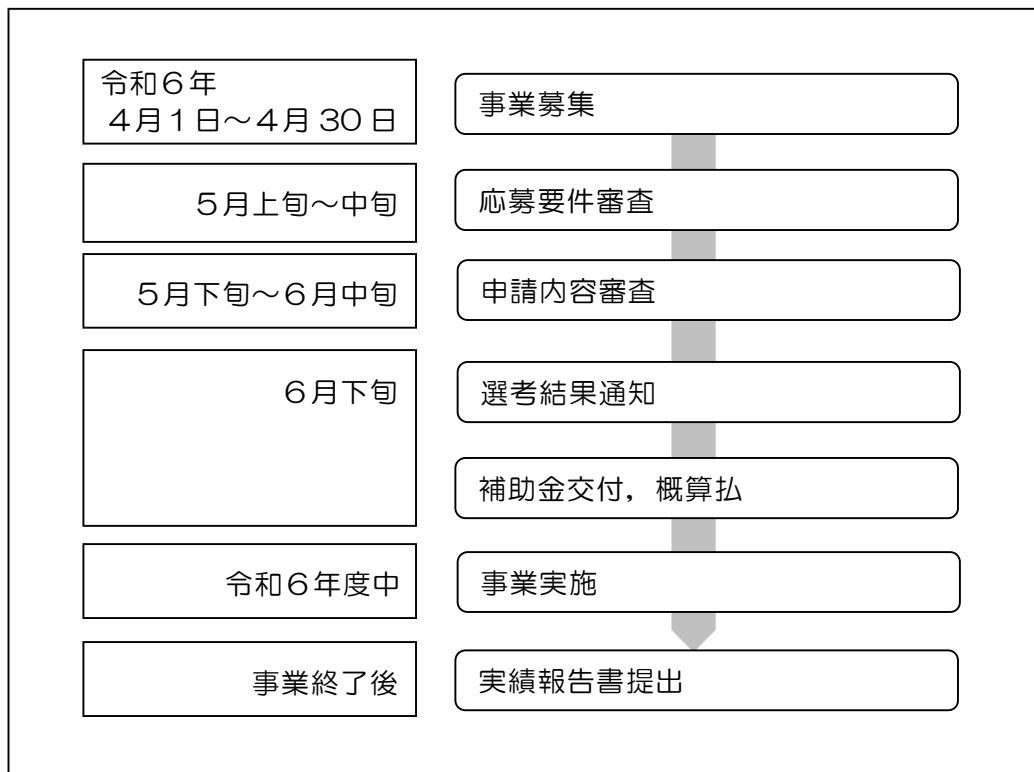 令和６年
４月１日～４月 30 日
事業募集
５月上旬～中旬
応募要件審査
５月下旬～６月中旬
申請内容審査
６月下旬
選考結果通知
補助金交付，概算払
令和６年度中
事業実施
事業終了後
実績報告書提出